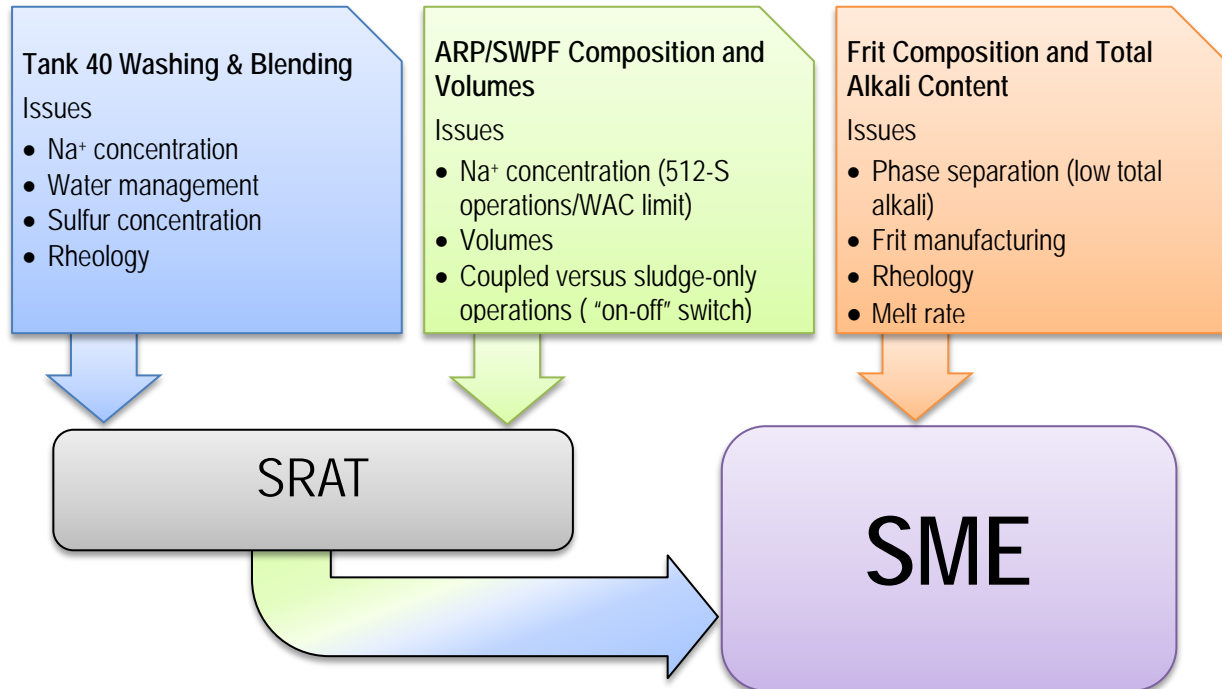 Tank 40 Washing & Blending
Issues
• Na⁺ concentration
• Water management
• Sulfur concentration
• Rheology
ARP/SWPF Composition and
Volumes
Issues
• Na⁺ concentration (512-S
operations/WAC limit)
• Volumes
• Coupled versus sludge-only
operations ( “on-off” switch)
Frit Composition and Total
Alkali Content
Issues
• Phase separation (low total
alkali)
• Frit manufacturing
• Rheology
• Melt rate
SRAT
SME